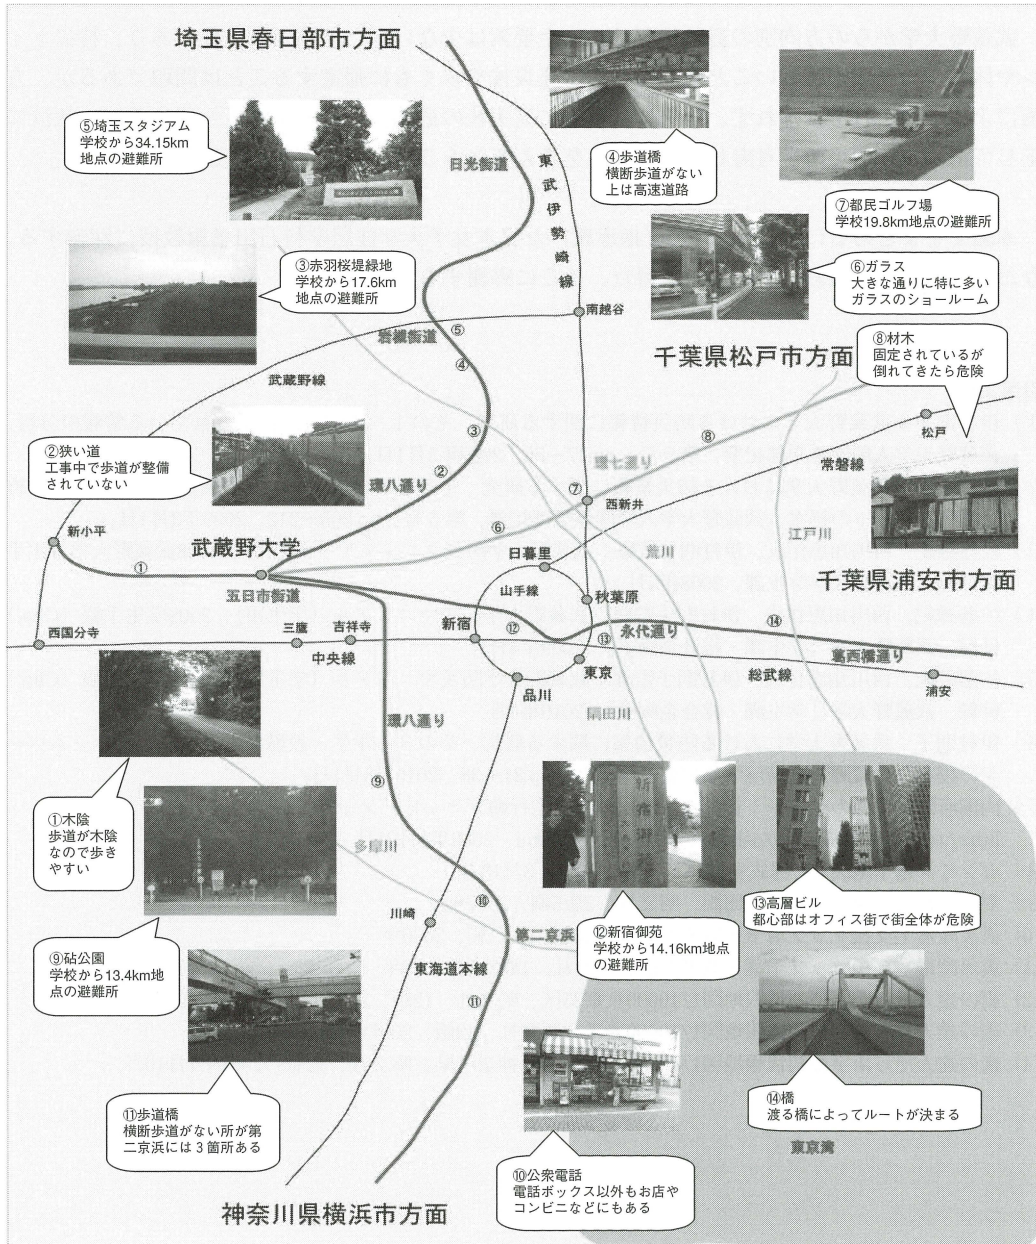 埼玉県春日部市方面
⑤埼玉スタジアム
学校から34.15km
地点の避難所
日光街道
東武伊勢崎線
④歩道橋
横断歩道がない
上は高速道路
⑦都民ゴルフ場
学校19.8km地点の避難所
③赤羽桜堤緑地
学校から17.6km
地点の避難所
⑥ガラス
大きな通りに特に多い
ガラスのショールーム
南越谷
岩槻街道
⑤
④
武蔵野線
千葉県松戸市方面
⑧材木
固定されているが
倒れてきたら危険
松戸
③
⑧
②狭い道
工事中で歩道が整備
されていない
②
環八通り
環七通り
常磐線
⑦
西新井
⑥
新小平
武蔵野大学
日暮里
荒川
江戸川
千葉県浦安市方面
①
五日市街道
山手線
秋葉原
西国分寺
三鷹
吉祥寺
新宿
⑫
⑬
永代通り
⑭
中央線
東京
総武線
葛西橋通り
浦安
品川
隅田川
環八通り
⑨
新宿御苑
①木陰
歩道が木陰
なので歩き
やすい
多摩川
⑩
川崎
第二京浜
⑫新宿御苑
学校から14.16km地点
の避難所
⑬高層ビル
都心部はオフィス街で街全体が危険
⑨砧公園
学校から13.4km地
点の避難所
東海道本線
⑪
⑪歩道橋
横断歩道がない所が第
二京浜には3箇所ある
⑭橋
渡る橋によってルートが決まる
東京湾
⑩公衆電話
電話ボックス以外もお店や
コンビニなどにもある
神奈川県横浜市方面